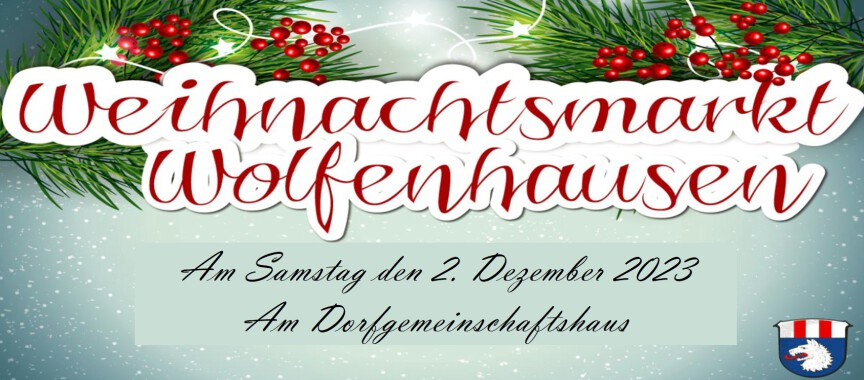 Weihnachtsmarkt
Wolfenhausen
Am Samstag den 2. Dezember 2023
Am Dorfgemeinschaftshaus